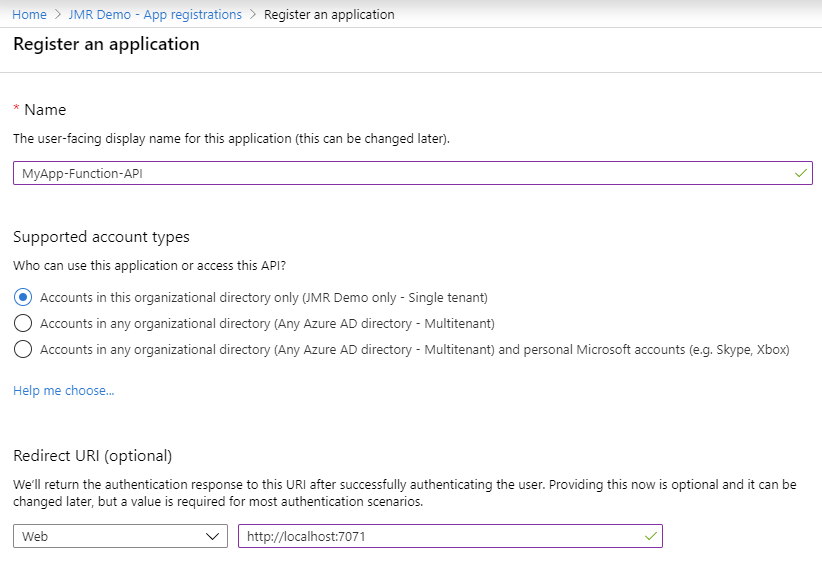 Home > JMR Demo - App registrations > Register an application
Register an application
* Name
The user-facing display name for this application (this can be changed later).
MyApp-Function-API
Supported account types
Who can use this application or access this API?
Accounts in this organizational directory only (JMR Demo only - Single tenant)
Accounts in any organizational directory (Any Azure AD directory - Multitenant)
Accounts in any organizational directory (Any Azure AD directory - Multitenant) and personal Microsoft accounts (e.g. Skype, Xbox)
Help me choose...
Redirect URI (optional)
We'll return the authentication response to this URI after successfully authenticating the user. Providing this now is optional and it can be
changed later, but a value is required for most authentication scenarios.
Web http://localhost:7071